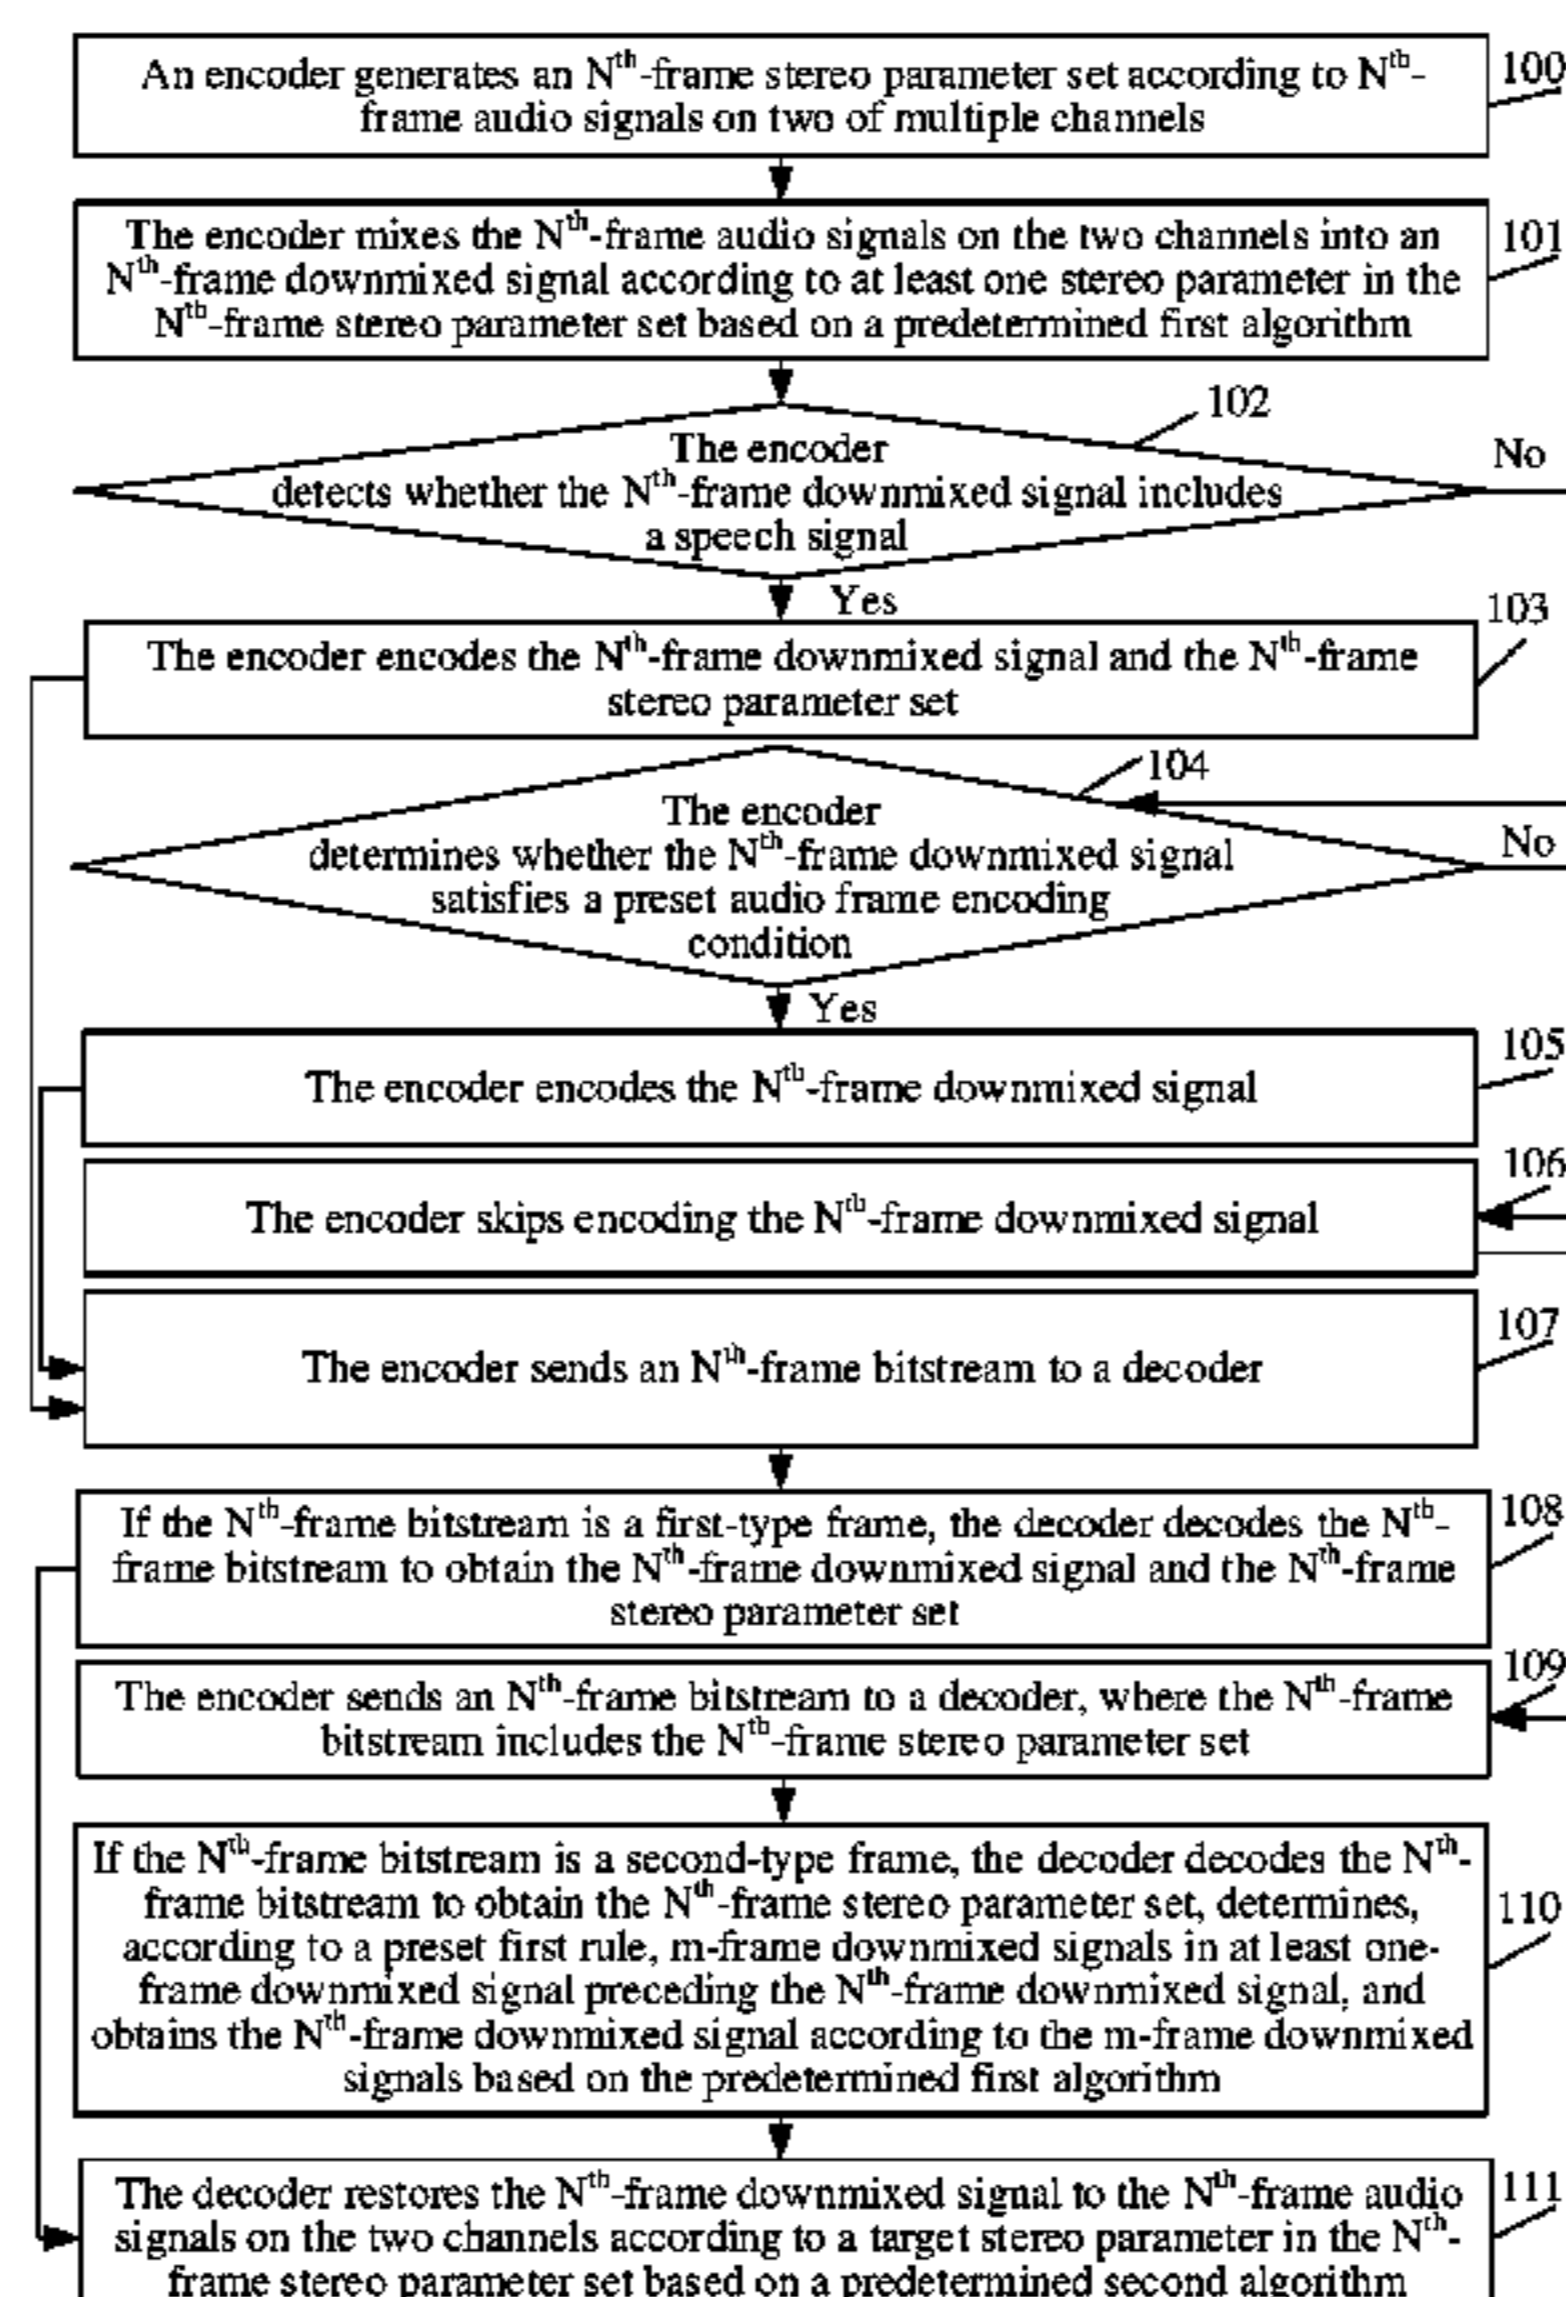 An encoder generates an Nth-frame stereo parameter set according to Nth-
frame audio signals on two of multiple channels
100
The encoder mixes the Nth-frame audio signals on the two channels into an
Nth-frame downmixed signal according to at least one stereo parameter in the
Nth-frame stereo parameter set based on a predetermined first algorithm
101
102
The encoder
detects whether the Nth-frame downmixed signal includes
a speech signal
No
Yes
103
The encoder encodes the Nth-frame downmixed signal and the Nth-frame
stereo parameter set
104
The encoder
determines whether the Nth-frame downmixed signal
satisfies a preset audio frame encoding
condition
No
Yes
105
The encoder encodes the Nth-frame downmixed signal
106
The encoder skips encoding the Nth-frame downmixed signal
107
The encoder sends an Nth-frame bitstream to a decoder
If the Nth-frame bitstream is a first-type frame, the decoder decodes the Nth-
frame bitstream to obtain the Nth-frame downmixed signal and the Nth-frame
stereo parameter set
108
109
The encoder sends an Nth-frame bitstream to a decoder, where the Nth-frame
bitstream includes the Nth-frame stereo parameter set
If the Nth-frame bitstream is a second-type frame, the decoder decodes the Nth-
frame bitstream to obtain the Nth-frame stereo parameter set, determines,
according to a preset first rule, m-frame downmixed signals in at least one-
frame downmixed signal preceding the Nth-frame downmixed signal, and
obtains the Nth-frame downmixed signal according to the m-frame downmixed
signals based on the predetermined first algorithm
110
The decoder restores the Nth-frame downmixed signal to the Nth-frame audio
signals on the two channels according to a target stereo parameter in the Nth-
frame stereo parameter set based on a predetermined second algorithm
111